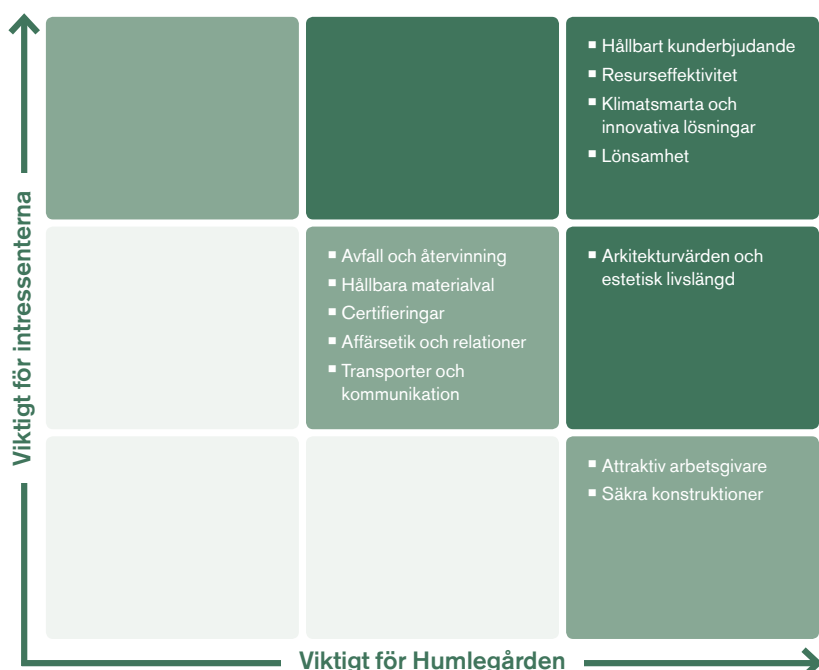 ▪ Hållbart kunderbjudande
▪ Resurseffektivitet
▪ Klimatsmarta och
innovativa lösningar
▪ Lönsamhet
Viktigt för intressenterna
▪ Avfall och återvinning
▪ Hållbara materialval
▪ Certifieringar
▪ Affärsetik och relationer
▪ Transporter och
kommunikation
▪ Arkitekturvärden och
estetisk livslängd
▪ Attraktiv arbetsgivare
▪ Säkra konstruktioner
Viktigt för Humlegården